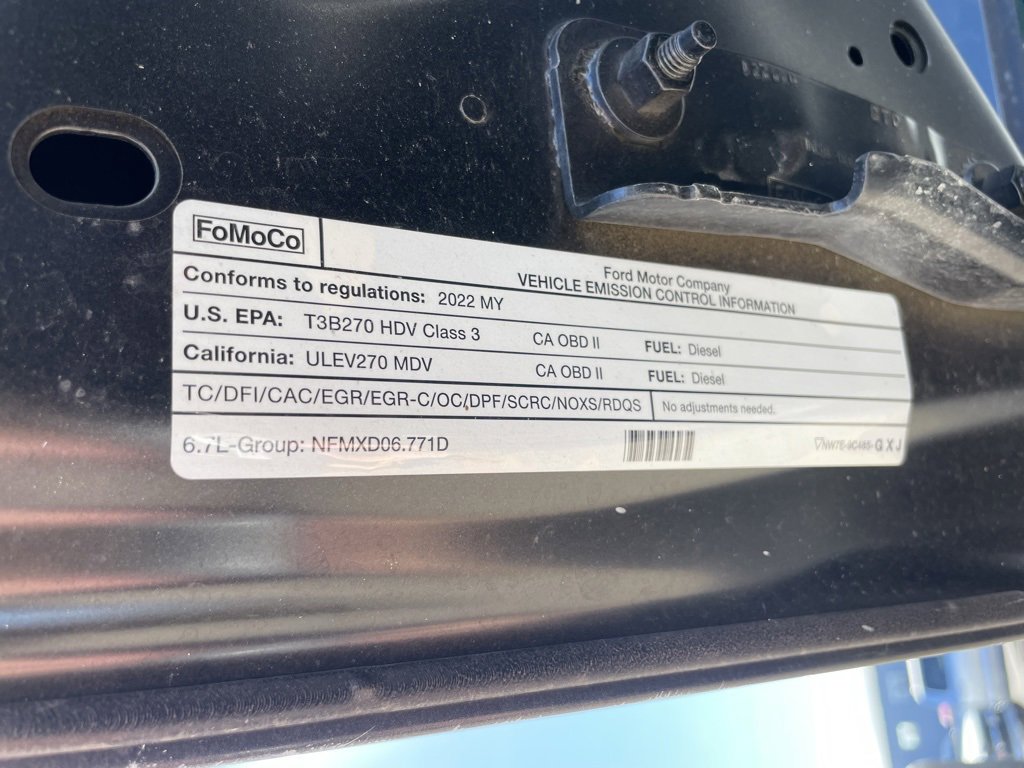 FoMoCo
Ford Motor Company
VEHICLE EMISSION CONTROL INFORMATION
Conforms to regulations: 2022 MY
U.S. EPA: T3B270 HDV Class 3 CA OBD II FUEL: Diesel
California: ULEV270 MDV CA OBD II FUEL: Diesel
TC/DFI/CAC/EGR/EGR-C/OC/DPF/SCRC/NOXS/RDQS No adjustments needed.
6.7L-Group: NFMXD06.771D GXJ